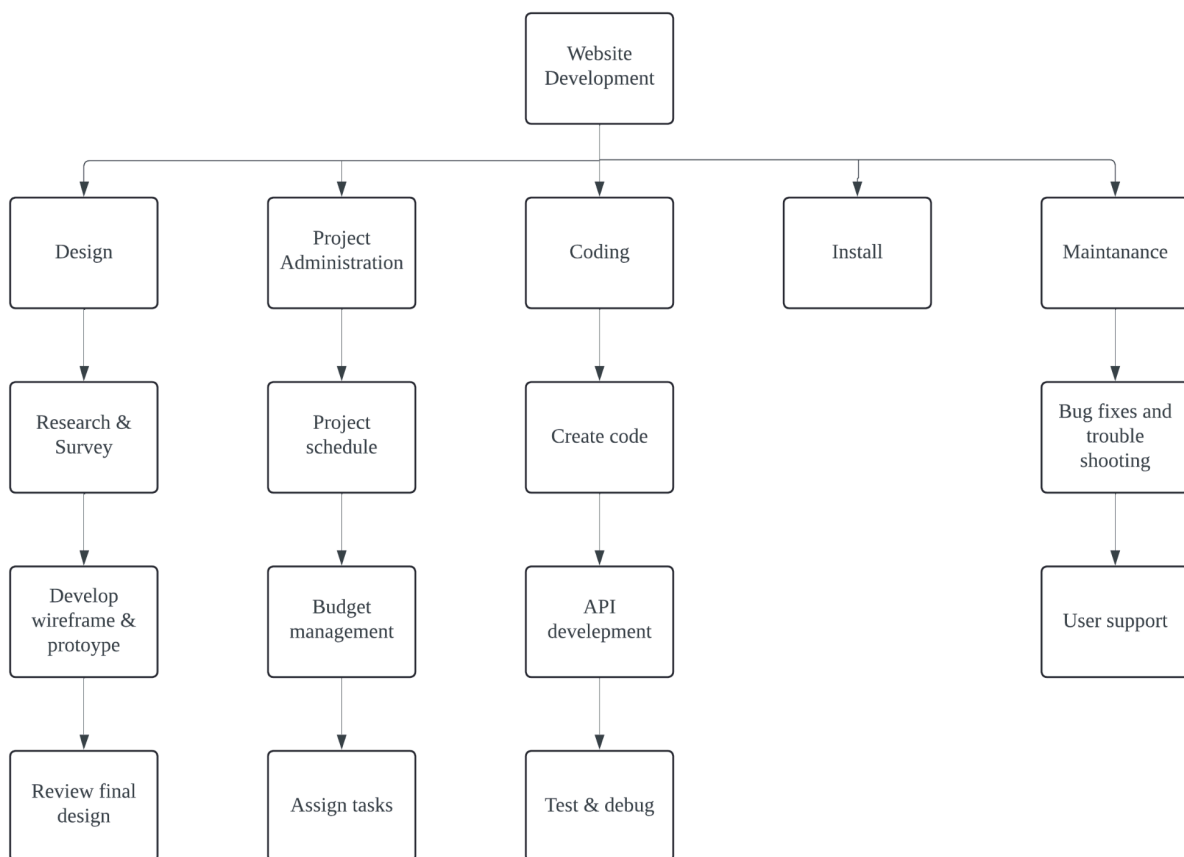 Website
Development
Design
Project
Administration
Coding
Install
Maintanance
Research &
Survey
Project
schedule
Create code
Bug fixes and
trouble
shooting
Develop
wireframe &
protoype
Budget
management
API
develepment
User support
Review final
design
Assign tasks
Test & debug